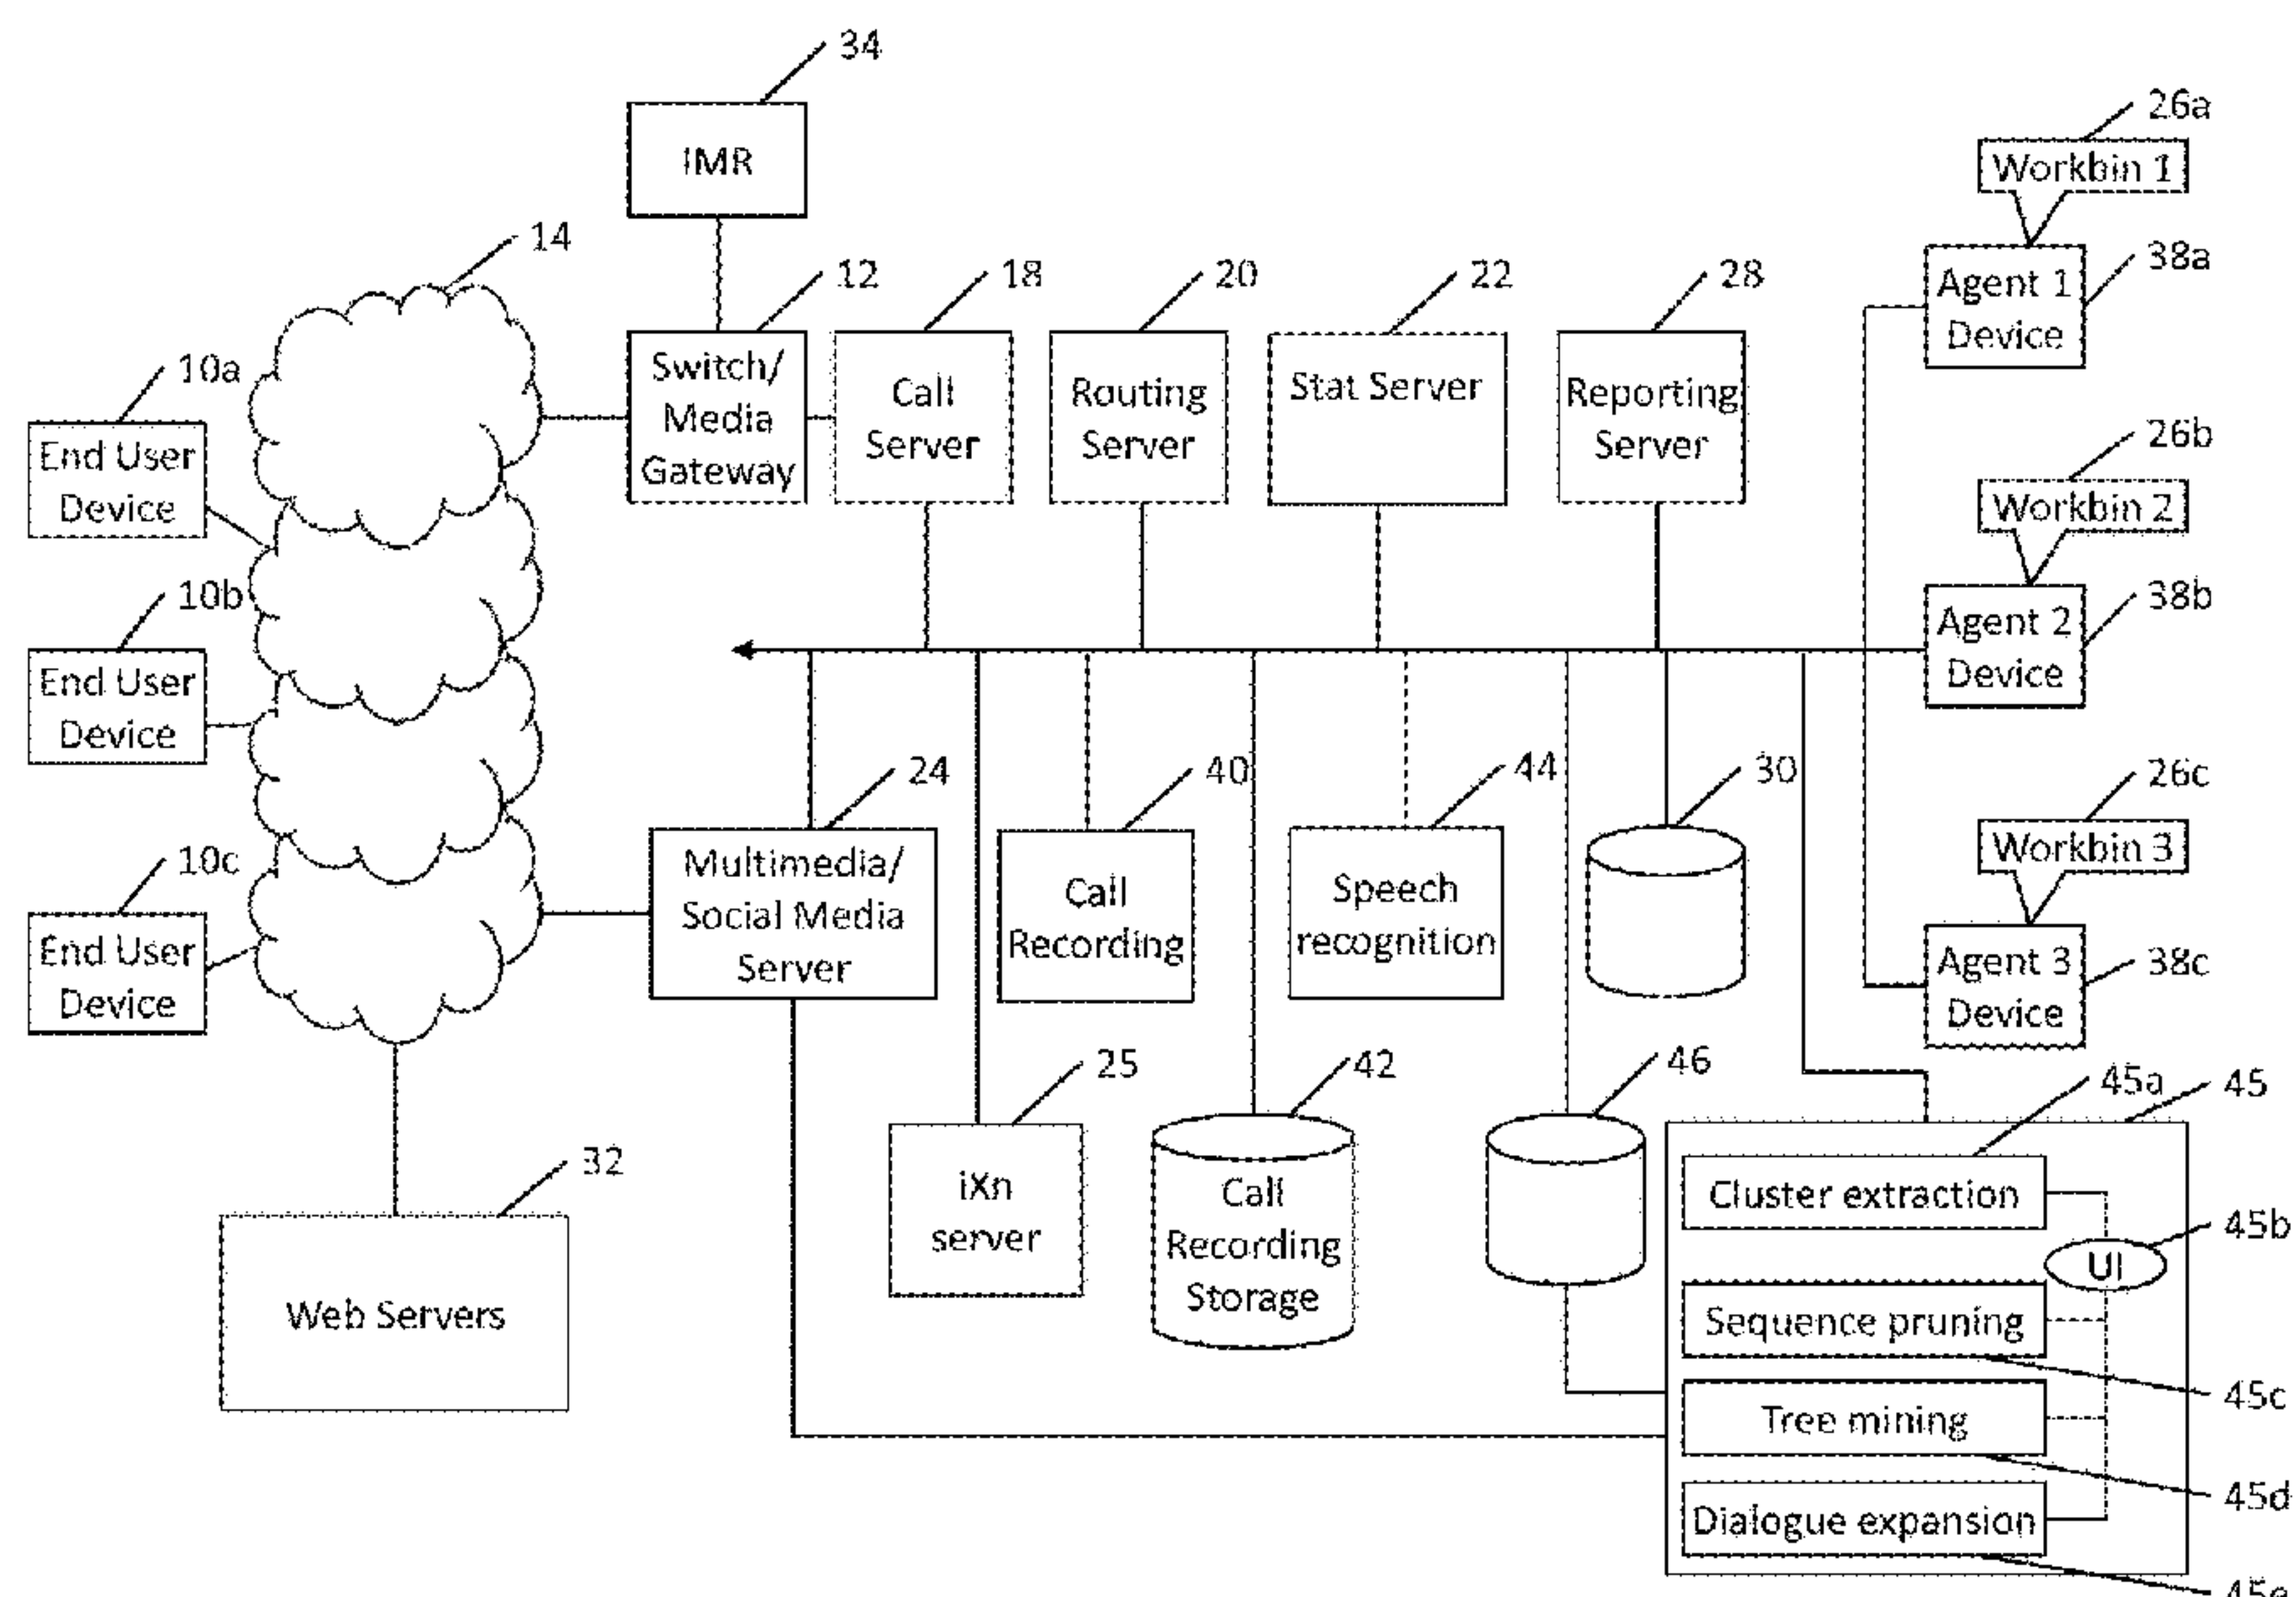 34
IMR
26a
Workbin 1
14
12
18
20
22
28
38a
Agent 1
Device
Switch/
Media
Gateway
Call
Server
Routing
Server
Stat Server
Reporting
Server
10a
End User
Device
26b
Workbin 2
10b
End User
Device
38b
Agent 2
Device
24
40
44
30
26c
Workbin 3
10c
End User
Device
Multimedia/
Social Media
Server
Call
Recording
Speech
recognition
38c
Agent 3
Device
25
42
46
45a
45
32
Web Servers
iXn
server
Call
Recording
Storage
Cluster extraction
45b
UI
Sequence pruning
45c
Tree mining
45d
Dialogue expansion
45e